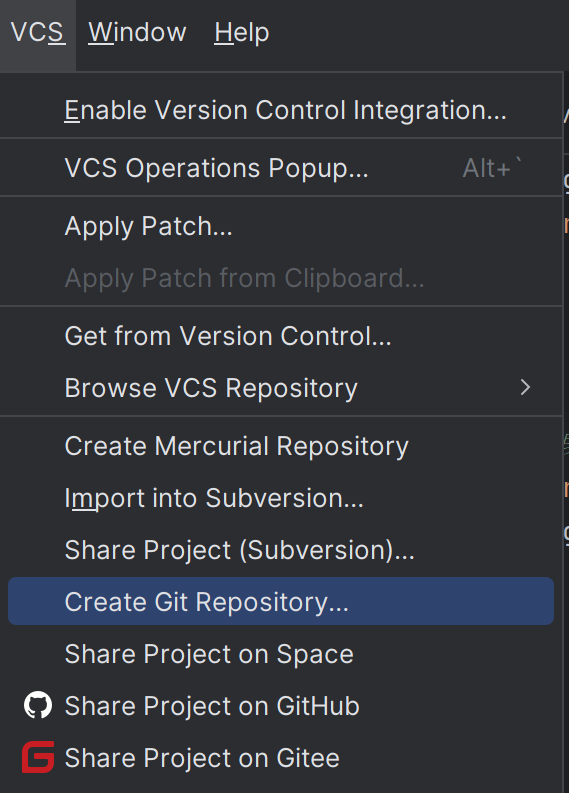 VCS Window Help
Enable Version Control Integration...
VCS Operations Popup... Alt+`
Apply Patch...
Apply Patch from Clipboard...
Get from Version Control...
Browse VCS Repository
Create Mercurial Repository
Import into Subversion...
Share Project (Subversion)...
Create Git Repository...
Share Project on Space
Share Project on GitHub
Share Project on Gitee